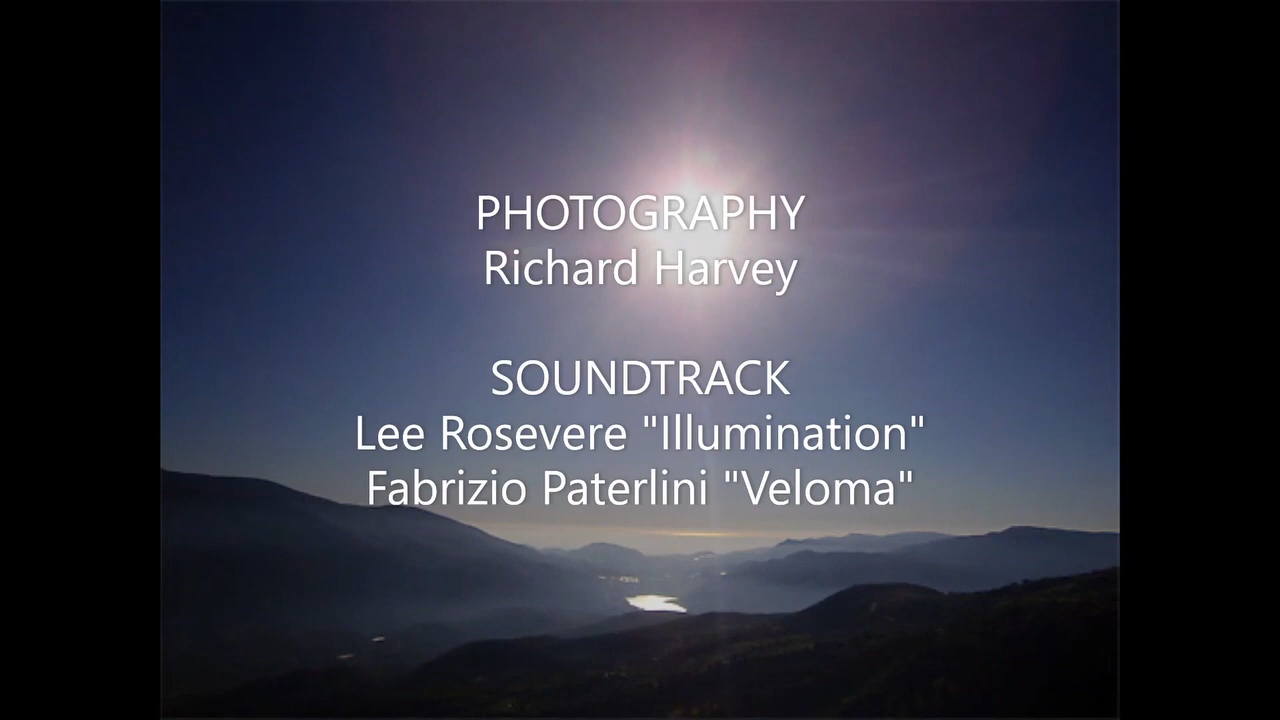 PHOTOGRAPHY
Richard Harvey
SOUNDTRACK
Lee Rosevere "Illumination"
Fabrizio Paterlini "Veloma"